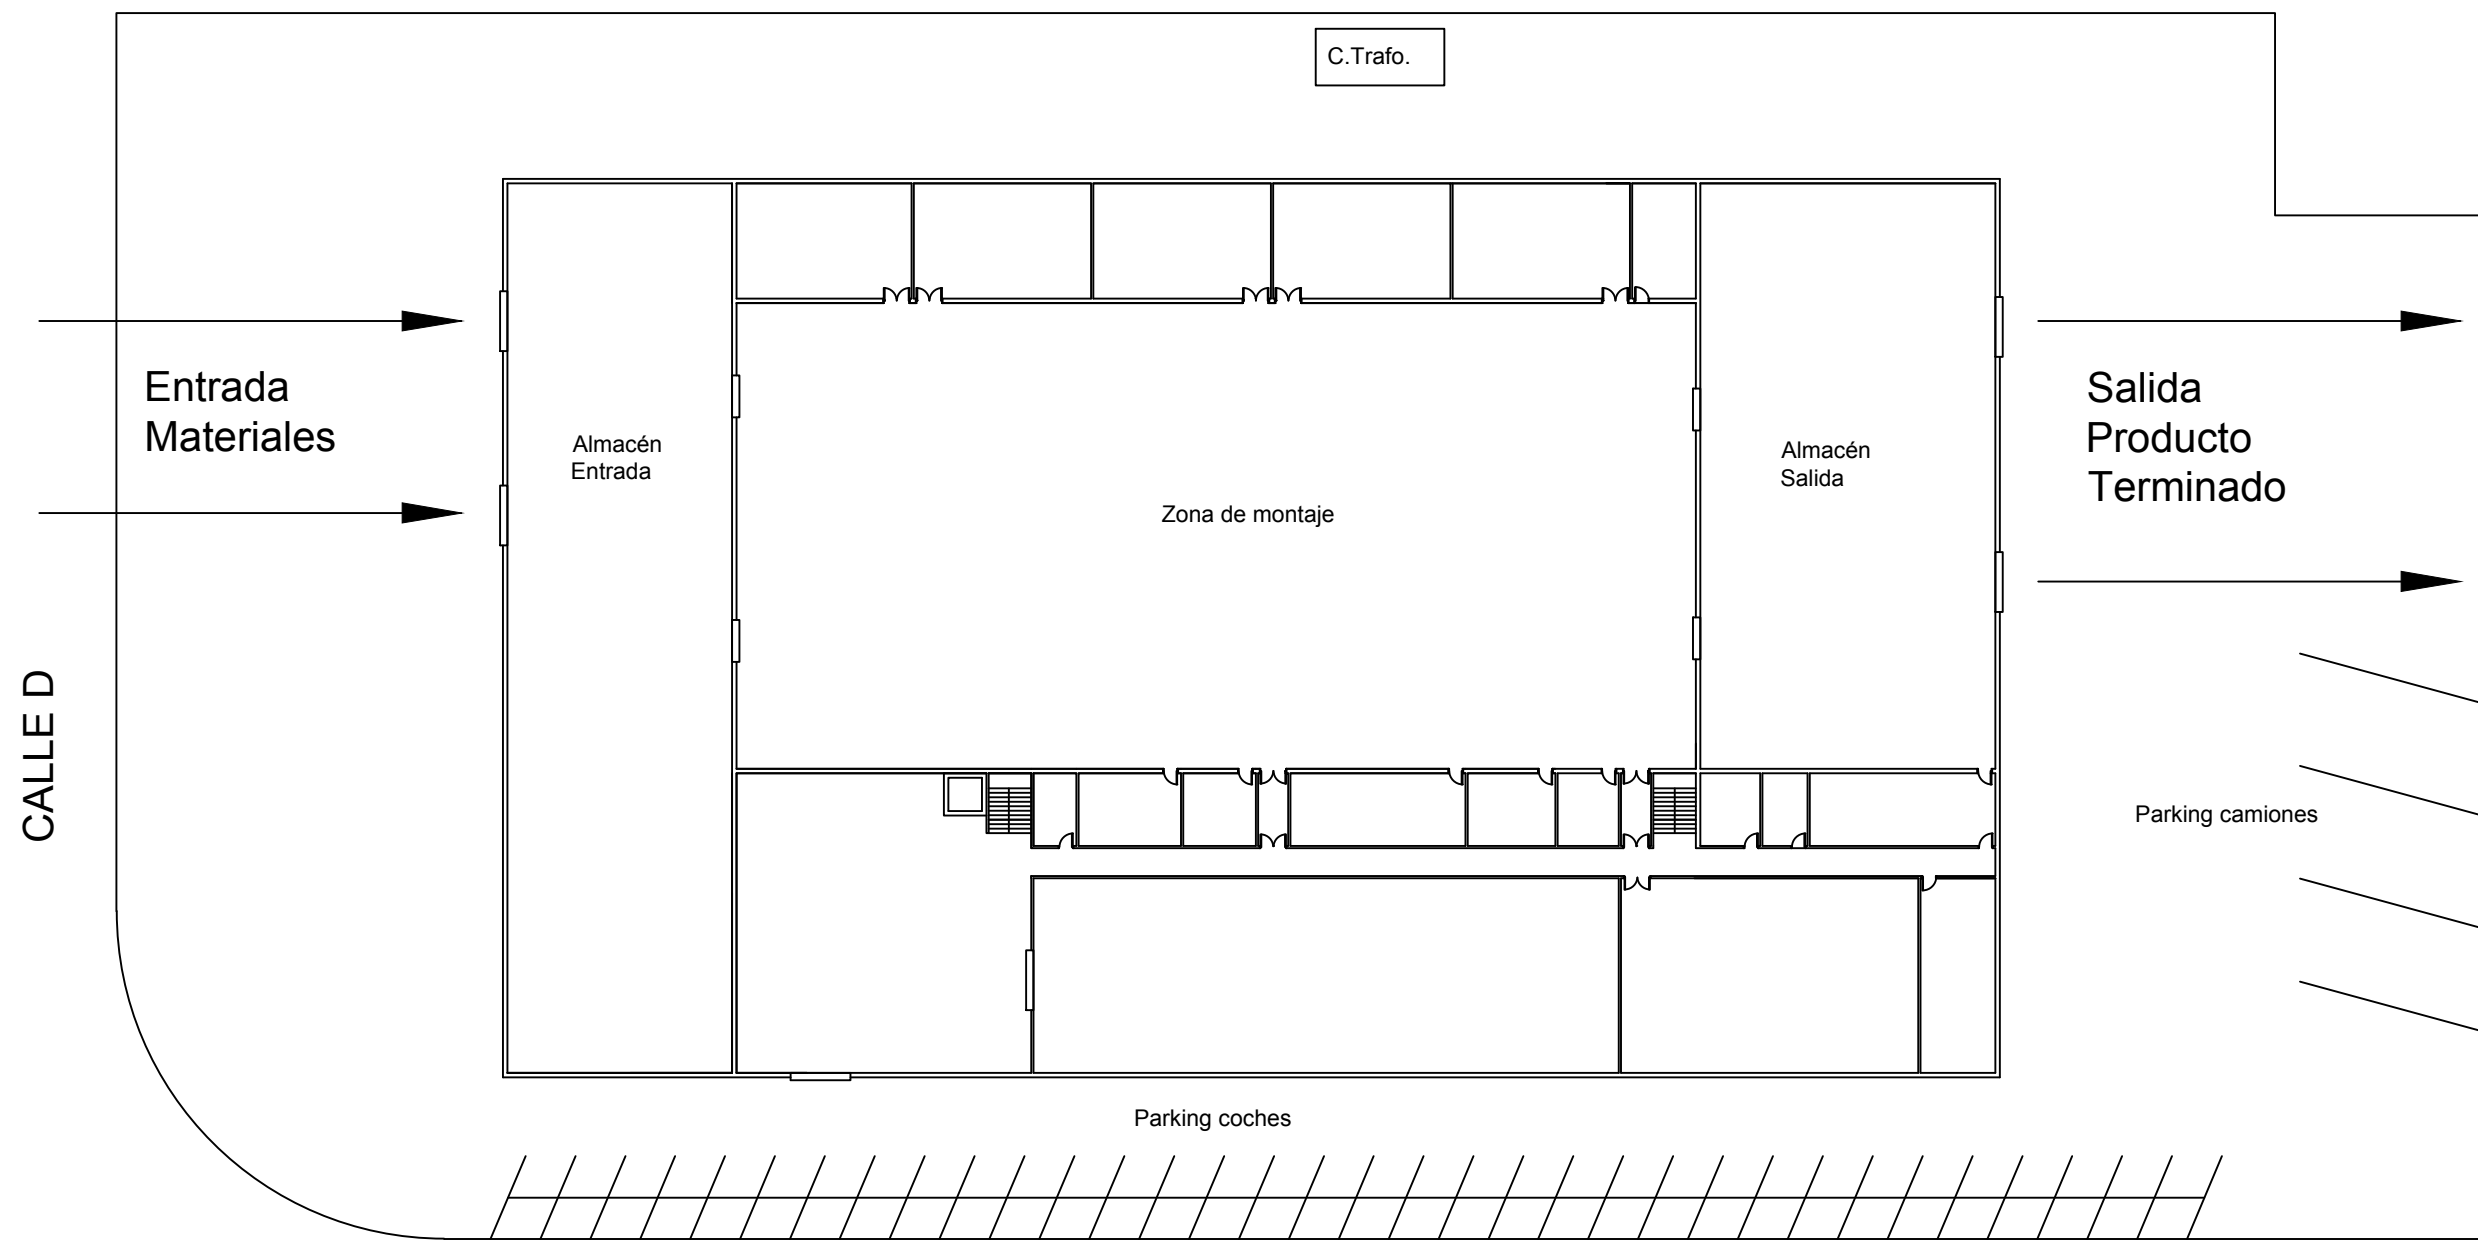 C.Trafo.
Entrada
Materiales
Almacén
Entrada
Zona de montaje
Almacén
Salida
Salida
Producto
Terminado
CALLE D
Parking camiones
Parking coches